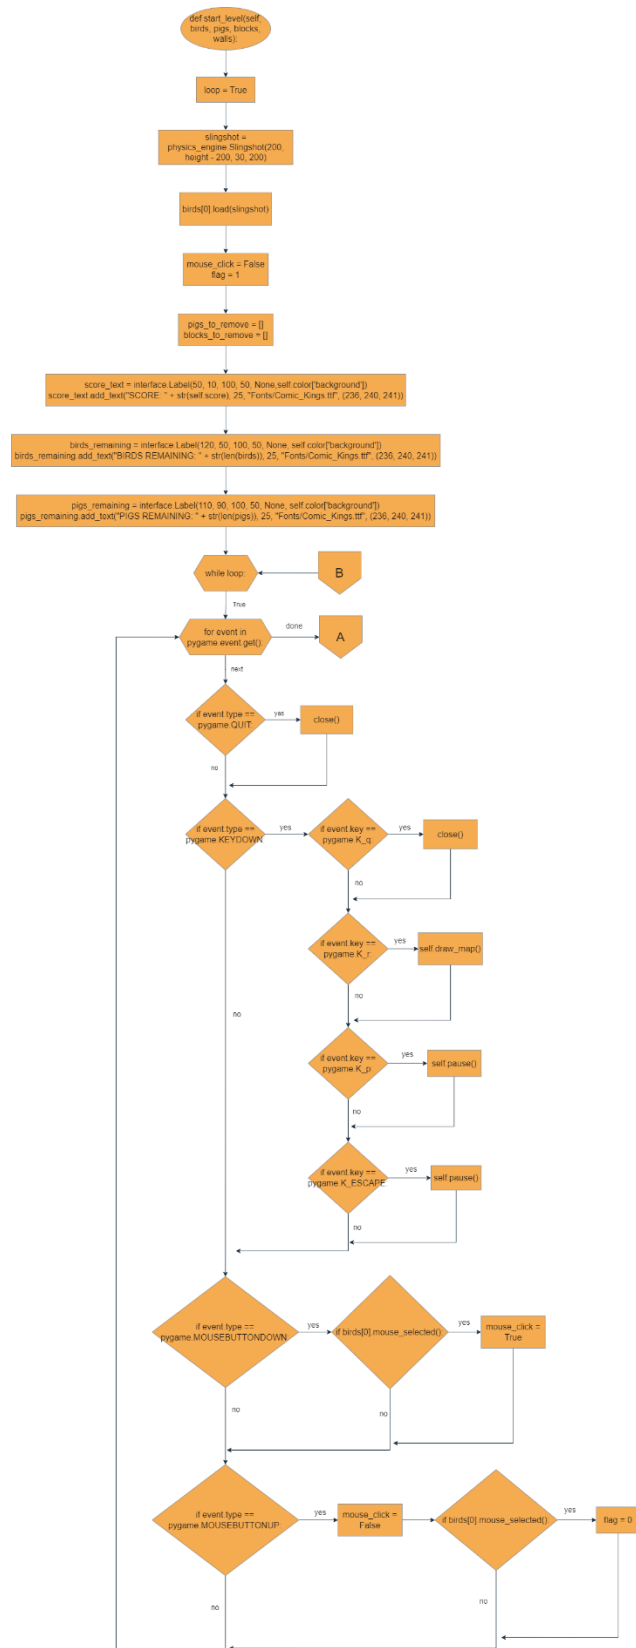 def start_level(self,
birds, pigs, blocks,
walls):
loop = True
slingshot =
physics_engine.Slingshot(200,
height - 200, 30, 200)
birds[0].load(slingshot)
mouse_click = False
flag = 1
pigs_to_remove = []
blocks_to_remove = []
score_text = interface.Label(50, 10, 100, 50, None,self.color['background'])
score_text.add_text("SCORE: " + str(self.score), 25, "Fonts/Comic_Kings.ttf", (236, 240, 241))
birds_remaining = interface.Label(120, 50, 100, 50, None, self.color['background'])
birds_remaining.add_text("BIRDS REMAINING: " + str(len(birds)), 25, "Fonts/Comic_Kings.ttf", (236, 240, 241))
pigs_remaining = interface.Label(110, 90, 100, 50, None, self.color['background'])
pigs_remaining.add_text("PIGS REMAINING: " + str(len(pigs)), 25, "Fonts/Comic_Kings.ttf", (236, 240, 241))
while loop:
B
True
for event in
pygame.event.get():
done
A
next
if event.type ==
pygame.QUIT:
yes
close()
no
if event.type ==
pygame.KEYDOWN
yes
if event.key ==
pygame.K_q:
yes
close()
no
if event.key ==
pygame.K_r:
yes
self.draw_map()
no
no
if event.key ==
pygame.K_p:
yes
self.pause()
no
if event.key ==
pygame.K_ESCAPE:
yes
self.pause()
no
if event.type ==
pygame.MOUSEBUTTONDOWN:
yes
if birds[0].mouse_selected():
yes
mouse_click =
True
no
no
if event.type ==
pygame.MOUSEBUTTONUP:
yes
mouse_click =
False
if birds[0].mouse_selected():
yes
flag = 0
no
no